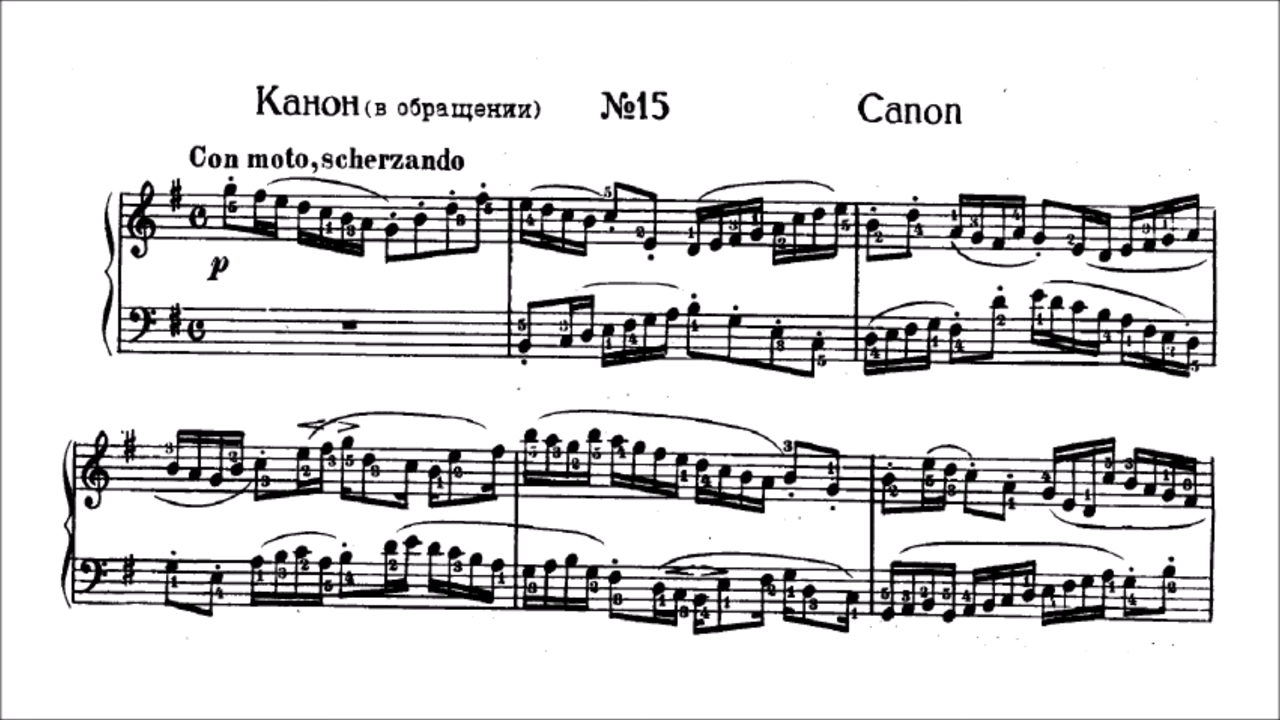 Канон (в обращении) №15 Canon
Con moto, scherzando
p